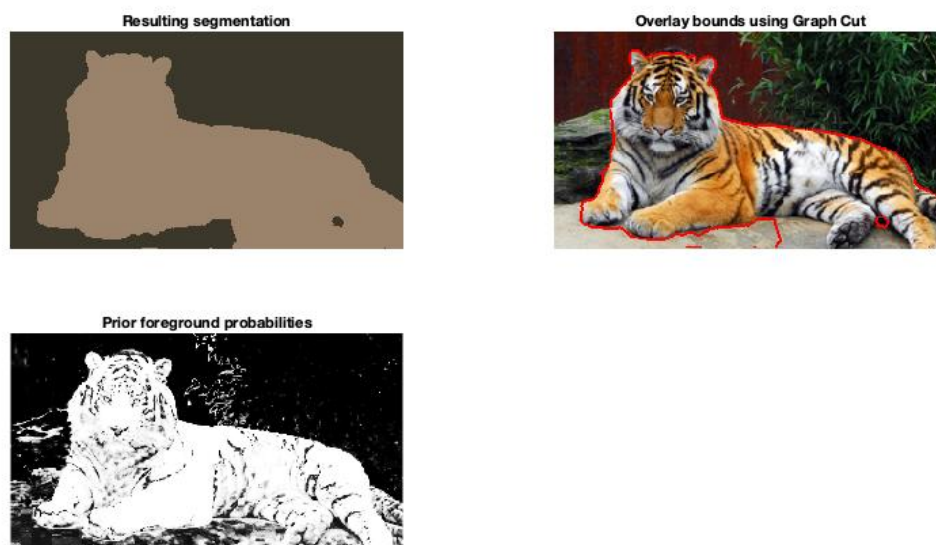 Resulting segmentation
Overlay bounds using Graph Cut
Prior foreground probabilities